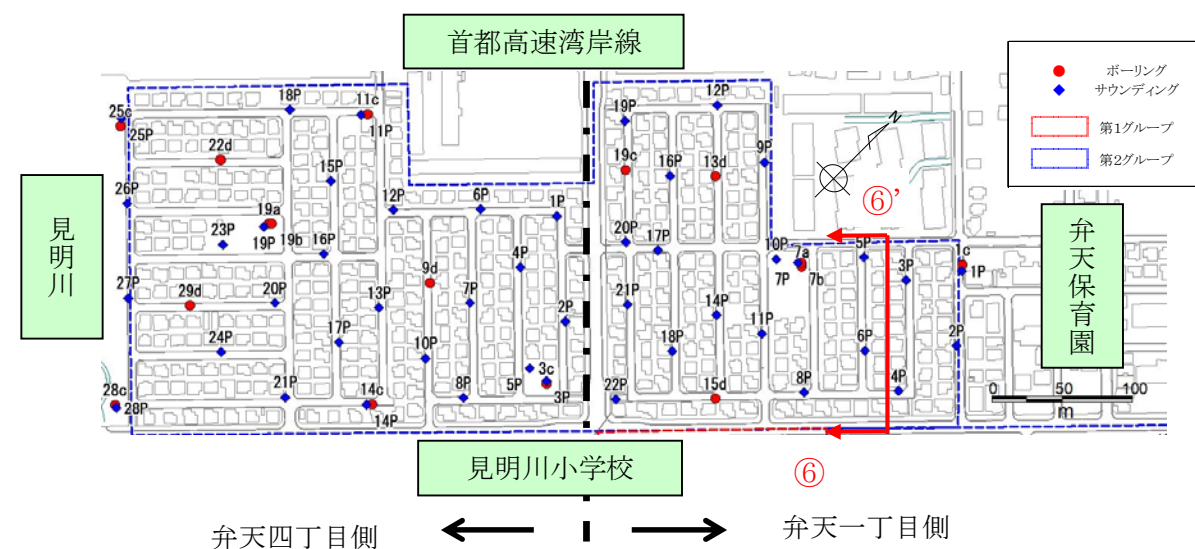 首都高速湾岸線
ボーリング
サウンディング
第1グループ
第2グループ
見明川
弁天保育園
見明川小学校
弁天四丁目側
弁天一丁目側
⑥’
⑥
N
0 50 100
m
25c
25P
18P
11c
11P
22d
15P
26P
19a
19P
19b
23P
16P
12P
6P
1P
4P
9d
7P
27P
29d
20P
13P
2P
24P
17P
10P
3c
5P
3P
8P
28c
28P
21P
14c
14P
12P
19P
19c
16P
13d
9P
20P
17P
10P
7a
7P
7b
5P
3P
1c
1P
21P
14P
11P
18P
6P
2P
22P
15d
8P
4P